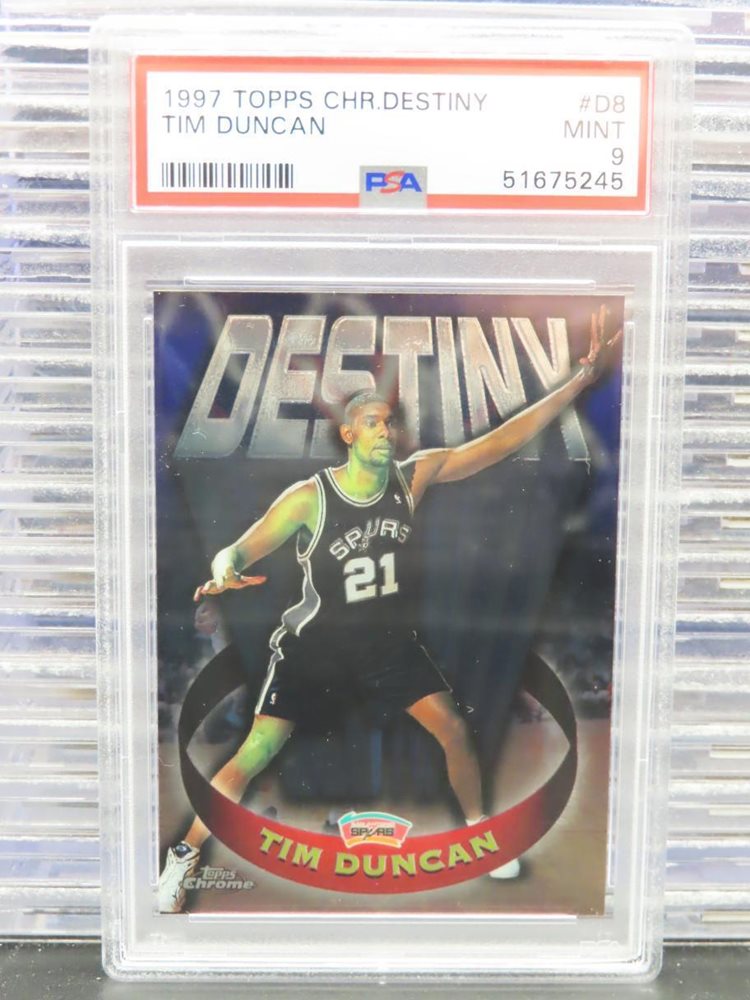 1997 TOPPS CHR.DESTINY #D8
TIM DUNCAN MINT
9
PSA 51675245
DESTINY
SPURS
21
SPURS
TIM DUNCAN
TOPPS
Chrome